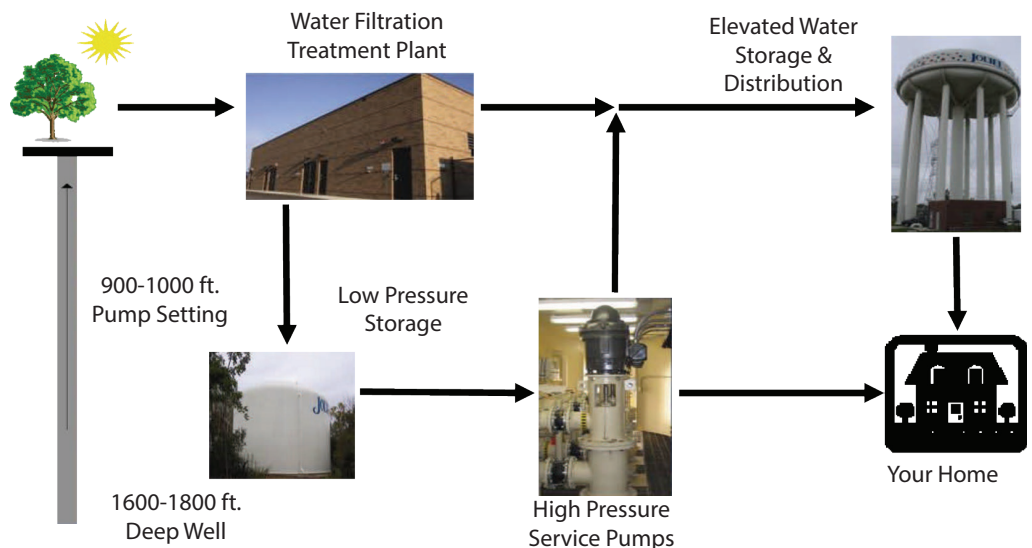 Water Filtration
Treatment Plant
Elevated Water
Storage &
Distribution
JOLIET
900-1000 ft.
Pump Setting
Low Pressure
Storage
1600-1800 ft.
Deep Well
High Pressure
Service Pumps
Your Home